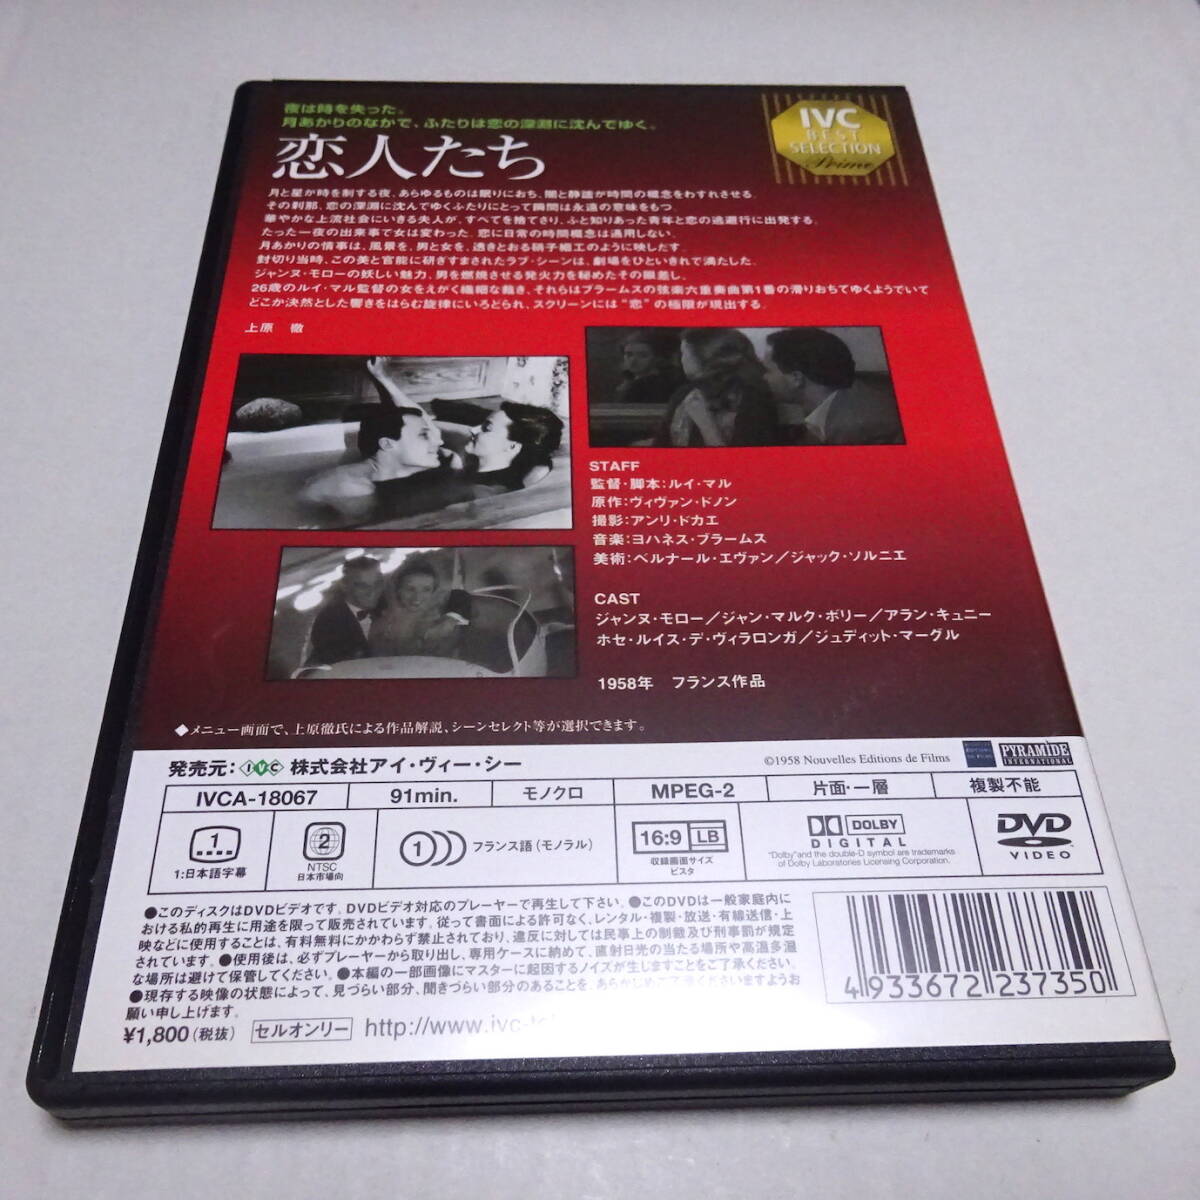 夜は時を失った。
月あかりのなかで、ふたりは恋の深淵に沈んでゆく。
恋人たち
IVC
BEST
SELECTION
Prime
月と星が時を制する夜、あらゆるものは眠りにおち、闇と静謐が時間の概念をわすれさせる。
その刹那、恋の深淵に沈んでゆくふたりにとって瞬間は永遠の意味をもつ。
華やかな上流社会にいきる夫人が、すべてを捨てさり、ふと知りあった青年と恋の逃避行に出発する。
たった一夜の出来事で女は変わった。恋に日常の時間概念は通用しない。
月あかりの情事は、風景を、男と女を、透きとおる硝子細工のように映しだす。
封切り当時、この美と官能に研ぎすまされたラブ・シーンは、劇場をひといきれで満たした。
ジャンヌ・モローの妖しい魅力、男を燃焼させる発火力を秘めたその眼差し。
26歳のルイ・マル監督の女をえがく繊細な裁き、それらはブラームスの弦楽六重奏曲第1番の滑りおちてゆくようでいて
どこか決然とした響きをはらむ旋律にいろどられ、スクリーンには“恋”の極限が現出する。
上原 徹
STAFF
監督・脚本:ルイ・マル
原作:ヴィヴァン・ドノン
撮影:アンリ・ドカエ
音楽:ヨハネス・ブラームス
美術:ベルナール・エヴァン/ジャック・ソルニエ
CAST
ジャンヌ・モロー/ジャン・マルク・ボリー/アラン・キュニー
ホセ・ルイス・デ・ヴィラロンガ/ジュディット・マーグル
1958年 フランス作品
◆メニュー画面で、上原徹氏による作品解説、シーンセレクト等が選択できます。
発売元: IVC 株式会社アイ・ヴィー・シー
©1958 Nouvelles Editions de Films
PYRAMIDE
INTERNATIONAL
IVCA-18067 91min. モノクロ MPEG-2 片面・一層 複製不能
1
1:日本語字幕
2
NTSC
日本市場向
1 フランス語(モノラル)
16:9 LB
収録画面サイズ
ビスタ
DOLBY
DIGITAL
"Dolby"and the double-D symbol are trademarks
of Dolby Laboratories Licensing Corporation.
DVD
VIDEO
●このディスクはDVDビデオです。DVDビデオ対応のプレーヤーで再生して下さい。●このDVDは一般家庭内に
おける私的再生に用途を限って販売されています。従って書面による許可なく、レンタル・複製・放送・有線送信・上
映などに使用することは、有料無料にかかわらず禁止されており、違反に対しては民事上の制裁及び刑事罰が規定
されています。●使用後は、必ずプレーヤーから取り出し、専用ケースに納めて、直射日光の当たる場所や高温多湿
な場所は避けて保管してください。●本編の一部画像にマスターに起因するノイズが生じますことをご了承ください。
●現存する映像の状態によって、見づらい部分、聞きづらい部分のあることを、あらかじめご了承くださいますようお
願い申し上げます。
¥1,800(税抜) セルオンリー http://www.ivc-t
4 933672 237350